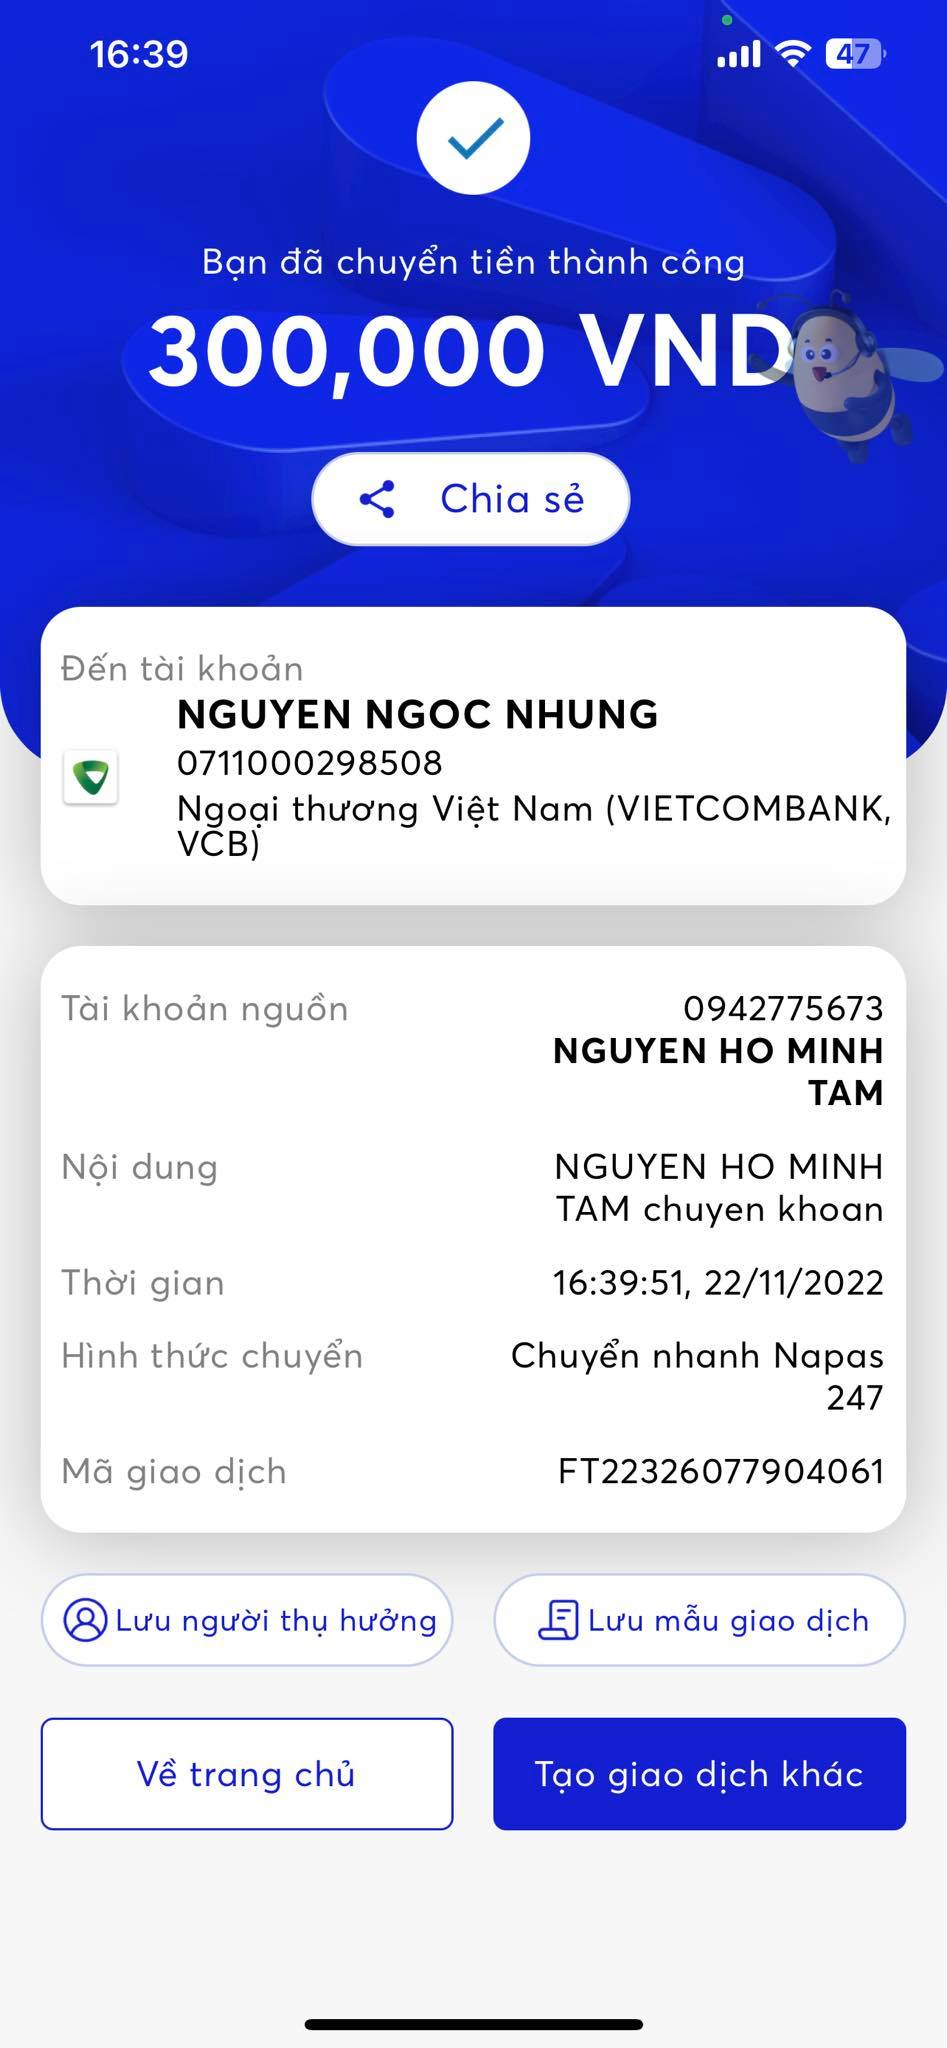 16:39
47
Bạn đã chuyển tiền thành công
300,000 VND
Chia sẻ
Đến tài khoản
NGUYEN NGOC NHUNG
0711000298508
Ngoại thương Việt Nam (VIETCOMBANK,
VCB)
Tài khoản nguồn
0942775673
NGUYEN HO MINH
TAM
Nội dung
NGUYEN HO MINH
TAM chuyen khoan
Thời gian
16:39:51, 22/11/2022
Hình thức chuyển
Chuyển nhanh Napas
247
Mã giao dịch
FT22326077904061
Lưu người thụ hưởng
Lưu mẫu giao dịch
Về trang chủ
Tạo giao dịch khác